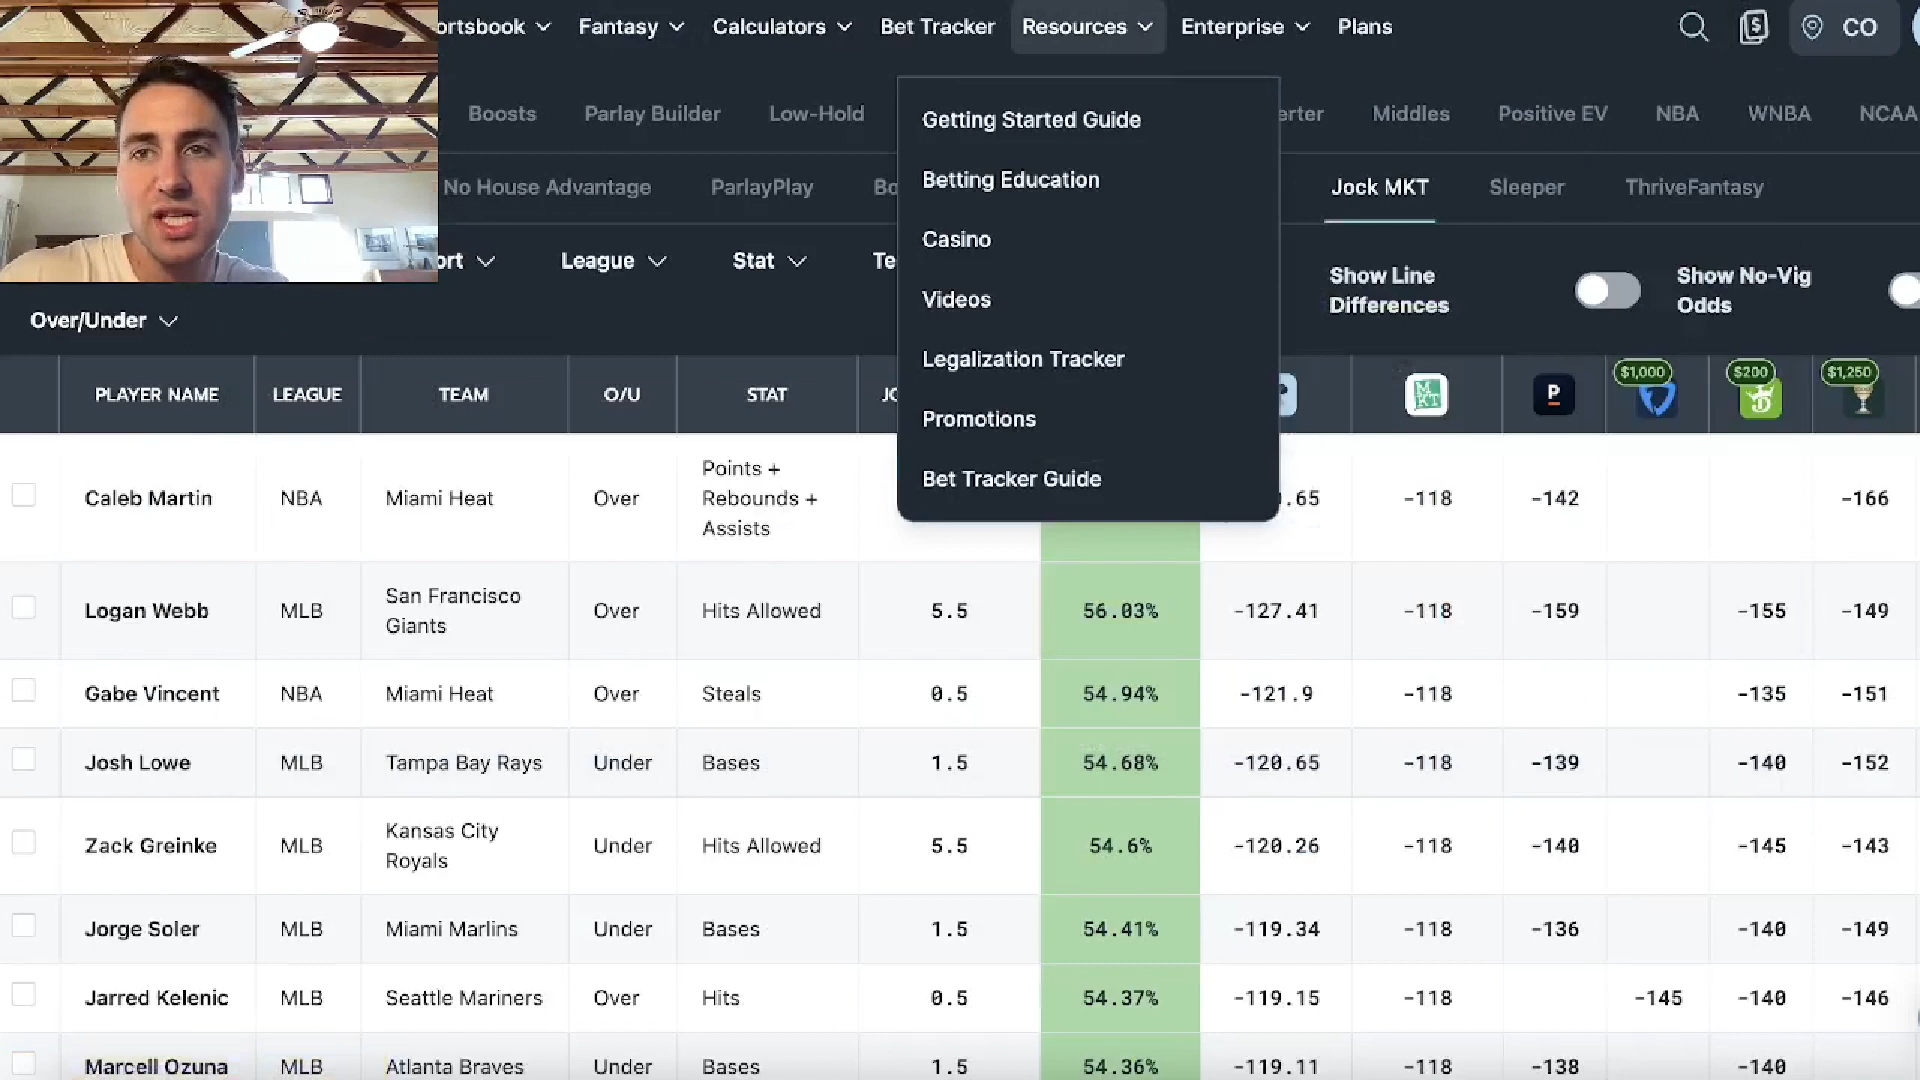 ortsbook Fantasy Calculators Bet Tracker Resources Enterprise Plans CO
Boosts Parlay Builder Low-Hold erter Middles Positive EV NBA WNBA NCAA
No House Advantage ParlayPlay Bo Jock MKT Sleeper ThriveFantasy
ort League Stat Te
Show Line Differences
Show No-Vig Odds
Over/Under
Getting Started Guide
Betting Education
Casino
Videos
Legalization Tracker
Promotions
Bet Tracker Guide
PLAYER NAME LEAGUE TEAM O/U STAT JO MKT P $1,000 $200 $1,250
Caleb Martin NBA Miami Heat Over Points + Rebounds + Assists .65 -118 -142 -166
Logan Webb MLB San Francisco Giants Over Hits Allowed 5.5 56.03% -127.41 -118 -159 -155 -149
Gabe Vincent NBA Miami Heat Over Steals 0.5 54.94% -121.9 -118 -135 -151
Josh Lowe MLB Tampa Bay Rays Under Bases 1.5 54.68% -120.65 -118 -139 -140 -152
Zack Greinke MLB Kansas City Royals Under Hits Allowed 5.5 54.6% -120.26 -118 -140 -145 -143
Jorge Soler MLB Miami Marlins Under Bases 1.5 54.41% -119.34 -118 -136 -140 -149
Jarred Kelenic MLB Seattle Mariners Over Hits 0.5 54.37% -119.15 -118 -145 -140 -146
Marcell Ozuna MLB Atlanta Braves Under Bases 1.5 54.36% -119.11 -118 -138 -140